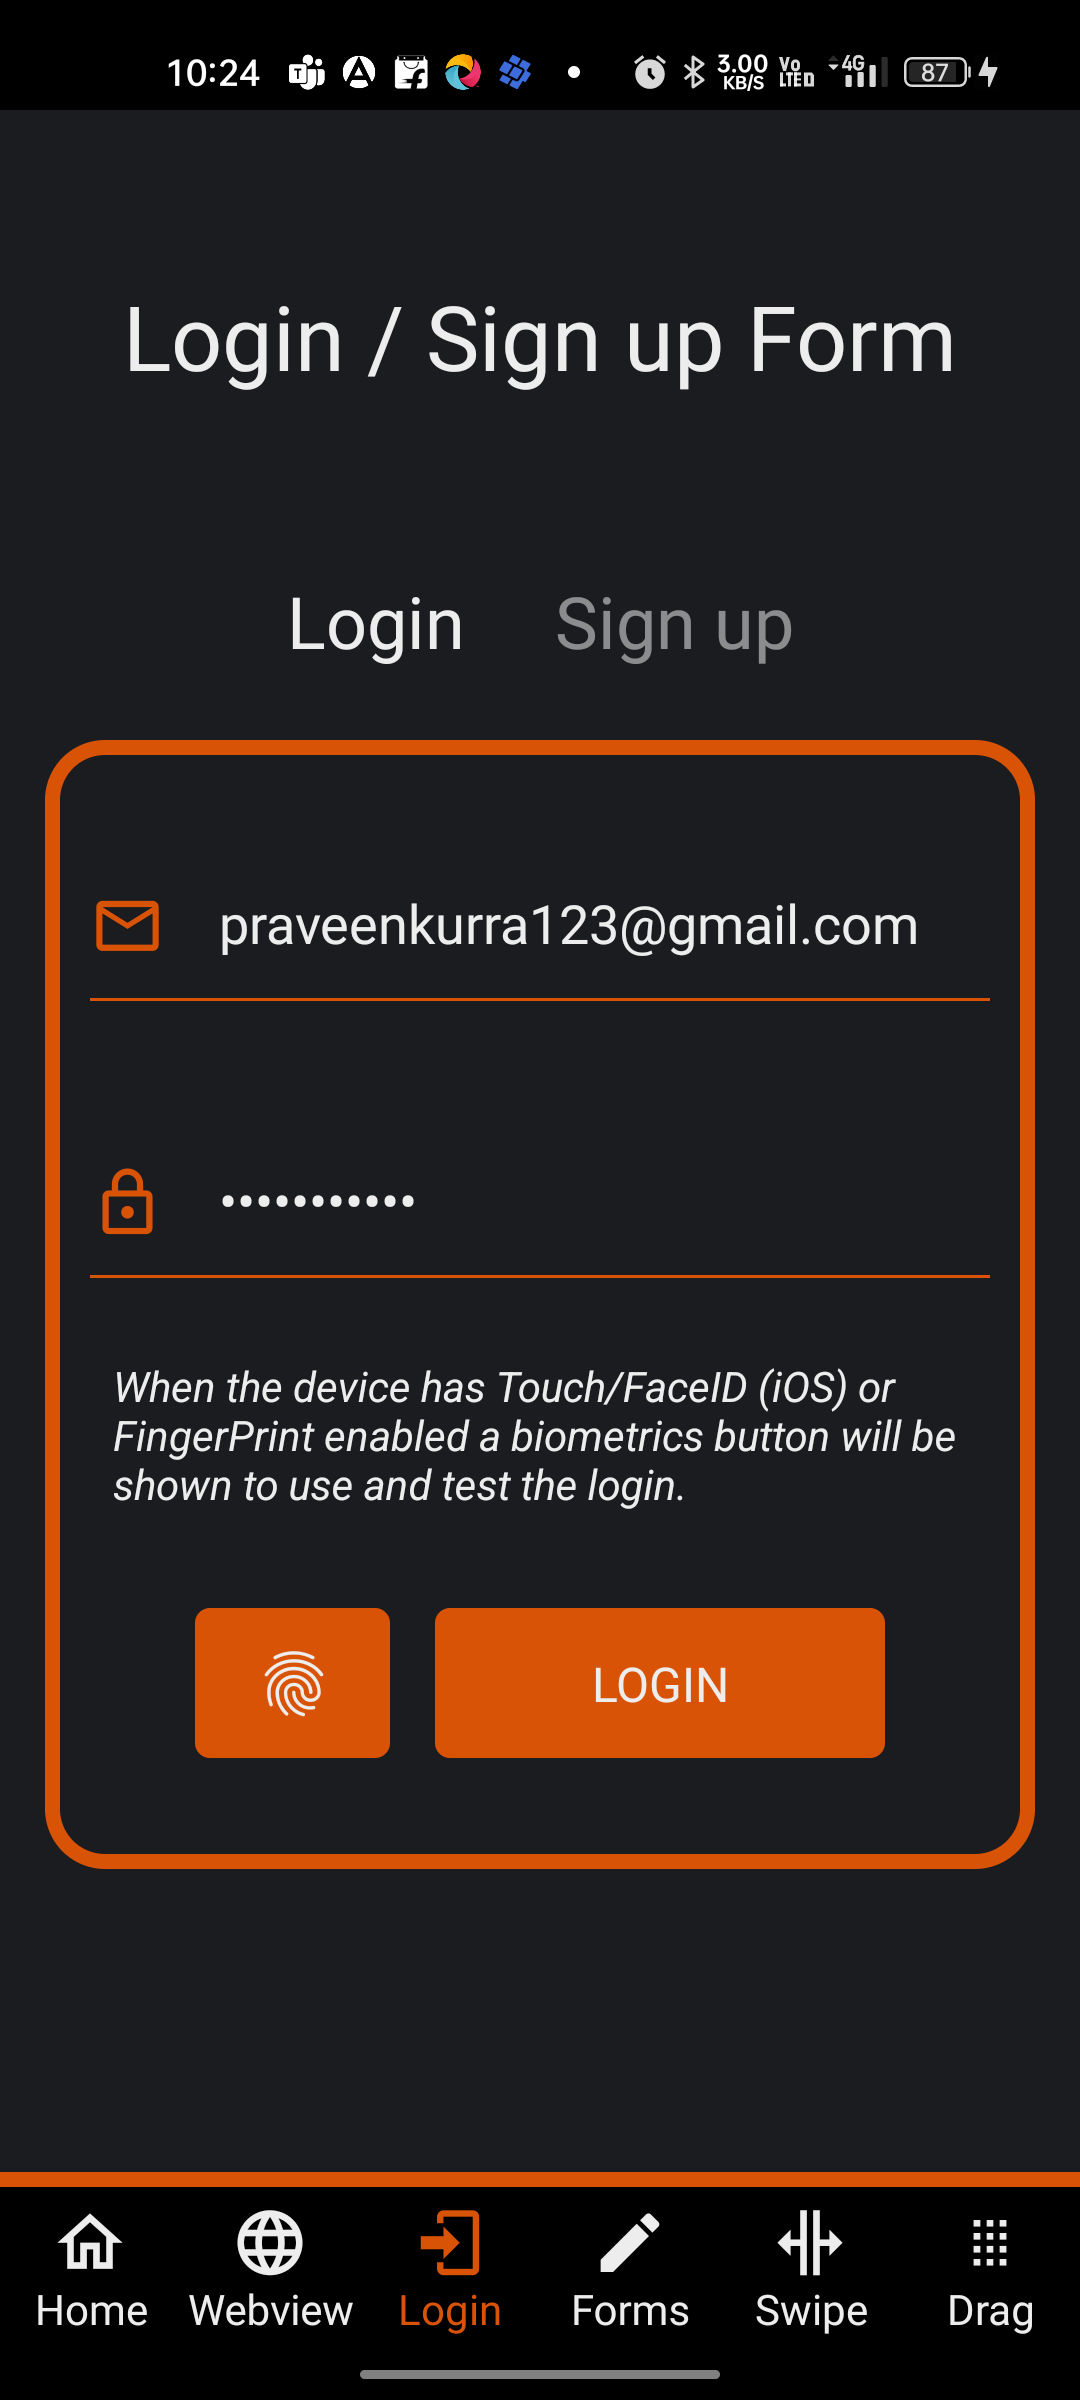 10:24 3.00 KB/S Vo LTE D 4G 87
Login / Sign up Form
Login Sign up
praveenkurra123@gmail.com
•••••••••••
When the device has Touch/FaceID (iOS) or
FingerPrint enabled a biometrics button will be
shown to use and test the login.
LOGIN
Home Webview Login Forms Swipe Drag